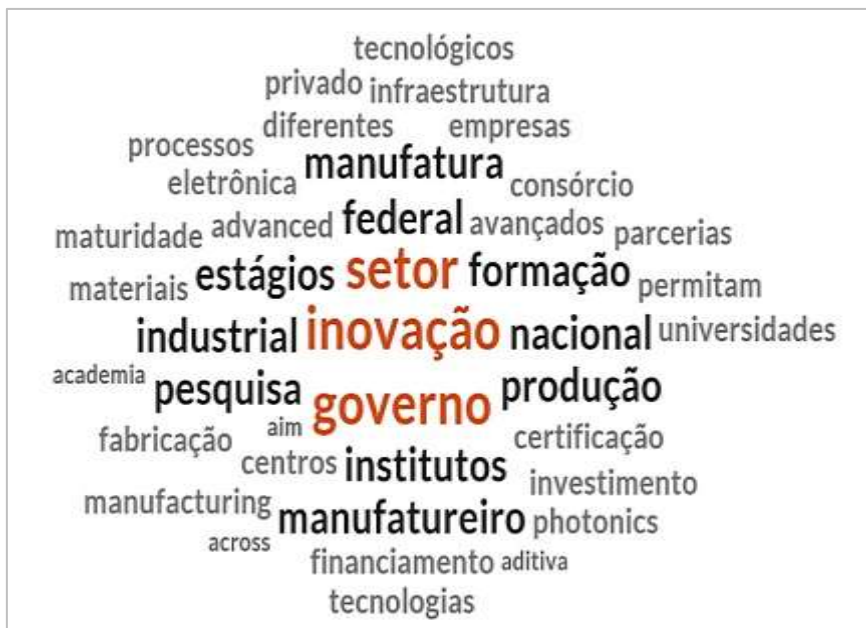 tecnológicos
privado infraestrutura
diferentes empresas
processos manufatura
eletrônica consórcio
maturidade advanced federal avançados parcerias
materiais estágios setor formação permitam
industrial inovação nacional universidades
academia pesquisa governo produção
fabricação aim certificação
centros institutos investimento
manufacturing manufatureiro photonics
across financiamento aditiva
tecnologias